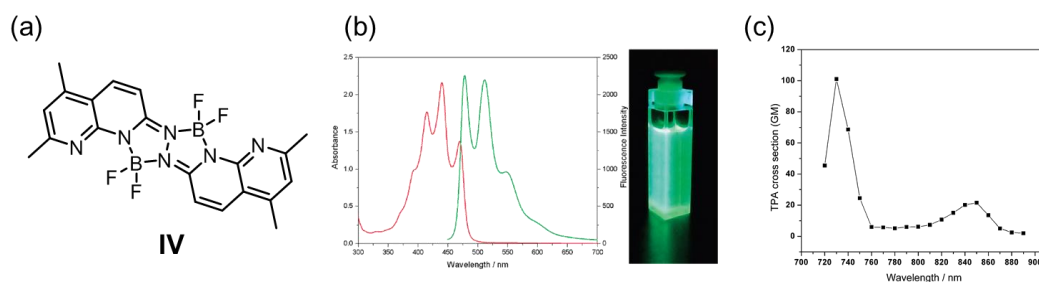 (a)
(b)
(c)
F
F
B
N
N
N
N
N
N
B
F
F
IV
Absorbance
2.5
2.0
1.5
1.0
0.5
0.0
300 350 400 450 500 550 600 650 700
Wavelength / nm
2500
2000
1500
1000
500
0
Fluorescence Intensity
TPA cross section (GM)
120
100
80
60
40
20
0
700 720 740 760 780 800 820 840 860 880 900
Wavelength / nm